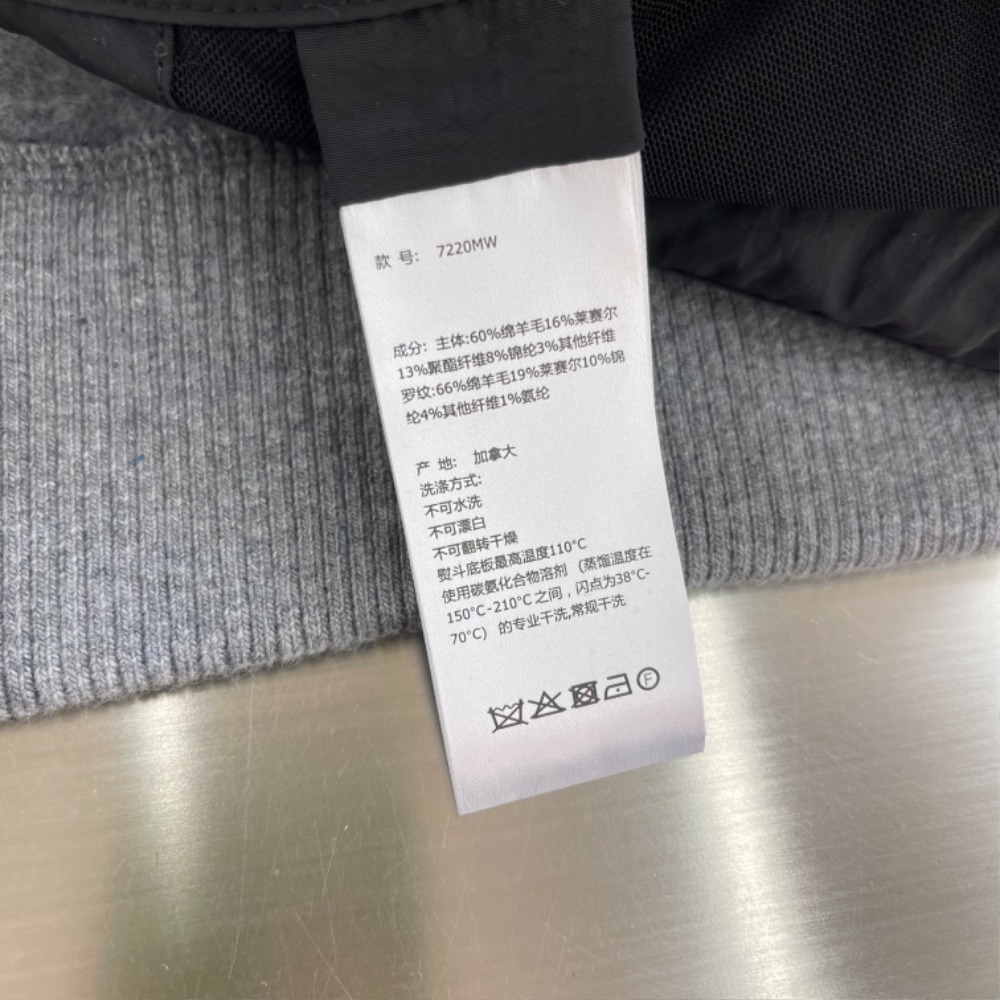 款 号: 7220MW
成分: 主体:60%绵羊毛16%莱赛尔
13%聚酯纤维8%锦纶3%其他纤维
罗纹:66%绵羊毛19%莱赛尔10%锦
纶4%其他纤维1%氨纶
产 地: 加拿大
洗涤方式:
不可水洗
不可漂白
不可翻转干燥
熨斗底板最高温度110°C
使用碳氨化合物溶剂 (蒸馏温度在
150°C-210°C之间，闪点为38°C-
70°C) 的专业干洗,常规干洗
F